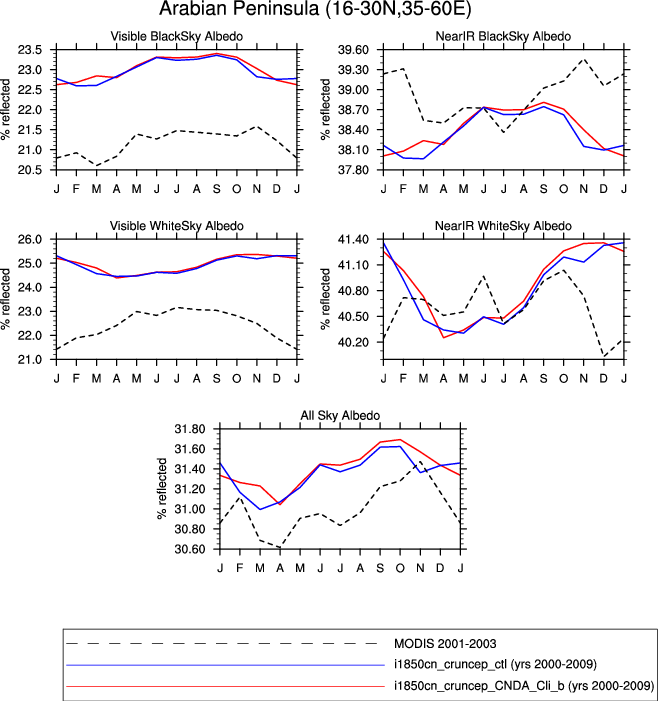 Arabian Peninsula (16-30N,35-60E)
Visible BlackSky Albedo
% reflected
23.5
23.0
22.5
22.0
21.5
21.0
20.5
J F M A M J J A S O N D J
NearIR BlackSky Albedo
% reflected
39.60
39.30
39.00
38.70
38.40
38.10
37.80
J F M A M J J A S O N D J
Visible WhiteSky Albedo
% reflected
26.0
25.0
24.0
23.0
22.0
21.0
J F M A M J J A S O N D J
NearIR WhiteSky Albedo
% reflected
41.40
41.10
40.80
40.50
40.20
J F M A M J J A S O N D J
All Sky Albedo
% reflected
31.80
31.60
31.40
31.20
31.00
30.80
30.60
J F M A M J J A S O N D J
MODIS 2001-2003
i1850cn_cruncep_ctl (yrs 2000-2009)
i1850cn_cruncep_CNDA_Cli_b (yrs 2000-2009)